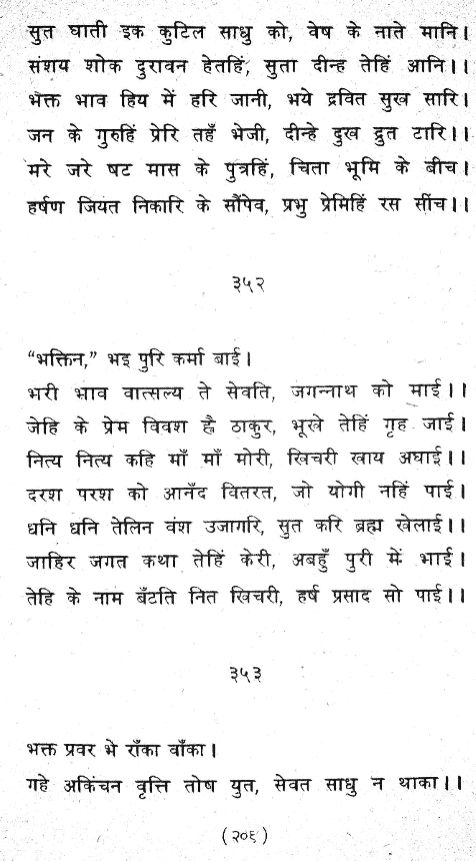 सुत घाती इक कुटिल साधु को, वेष के नाते मानि।
संशय शोक दुरावन हेतहिं, सुता दीन्ह तेहिं आनि।।
भक्त भाव हिय में हरि जानी, भये द्रवित सुख सारि।
जन के गुरुहिं प्रेरि तहँ भेजी, दीन्हे दुख द्रुत टारि।।
मरे जरे षट मास के पुत्रहिं, चिता भूमि के बीच।
हर्षण जियत निकारि के सौंपेव, प्रभु प्रेमिहिं रस सींच।।
३५२
“भक्तिन,” भइ पुरि कर्मा बाई।
भरी भाव वात्सल्य ते सेवति, जगन्नाथ को माई।।
जेहि के प्रेम विवश ह्वै ठाकुर, भूखे तेहिं गृह जाई।
नित्य नित्य कहि माँ माँ मोरी, खिचरी खाय अघाई।।
दरश परश को आनँद वितरत, जो योगी नहिं पाई।
धनि धनि तेलिन वंश उजागरि, सुत करि ब्रह्म खेलाई।।
जाहिर जगत कथा तेहिं केरी, अबहुँ पुरी में भाई।
तेहि के नाम बँटति नित खिचरी, हर्ष प्रसाद सो पाई।।
३५३
भक्त प्रवर भे राँका वाँका।
गहे अकिंचन वृत्ति तोष युत, सेवत साधु न थाका।।
(२०६)